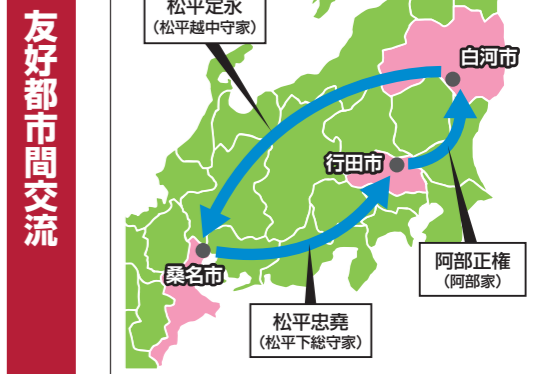 友好都市間交流
松平定永
(松平越中守家)
白河市
行田市
桑名市
阿部正権
(阿部家)
松平忠堯
(松平下総守家)